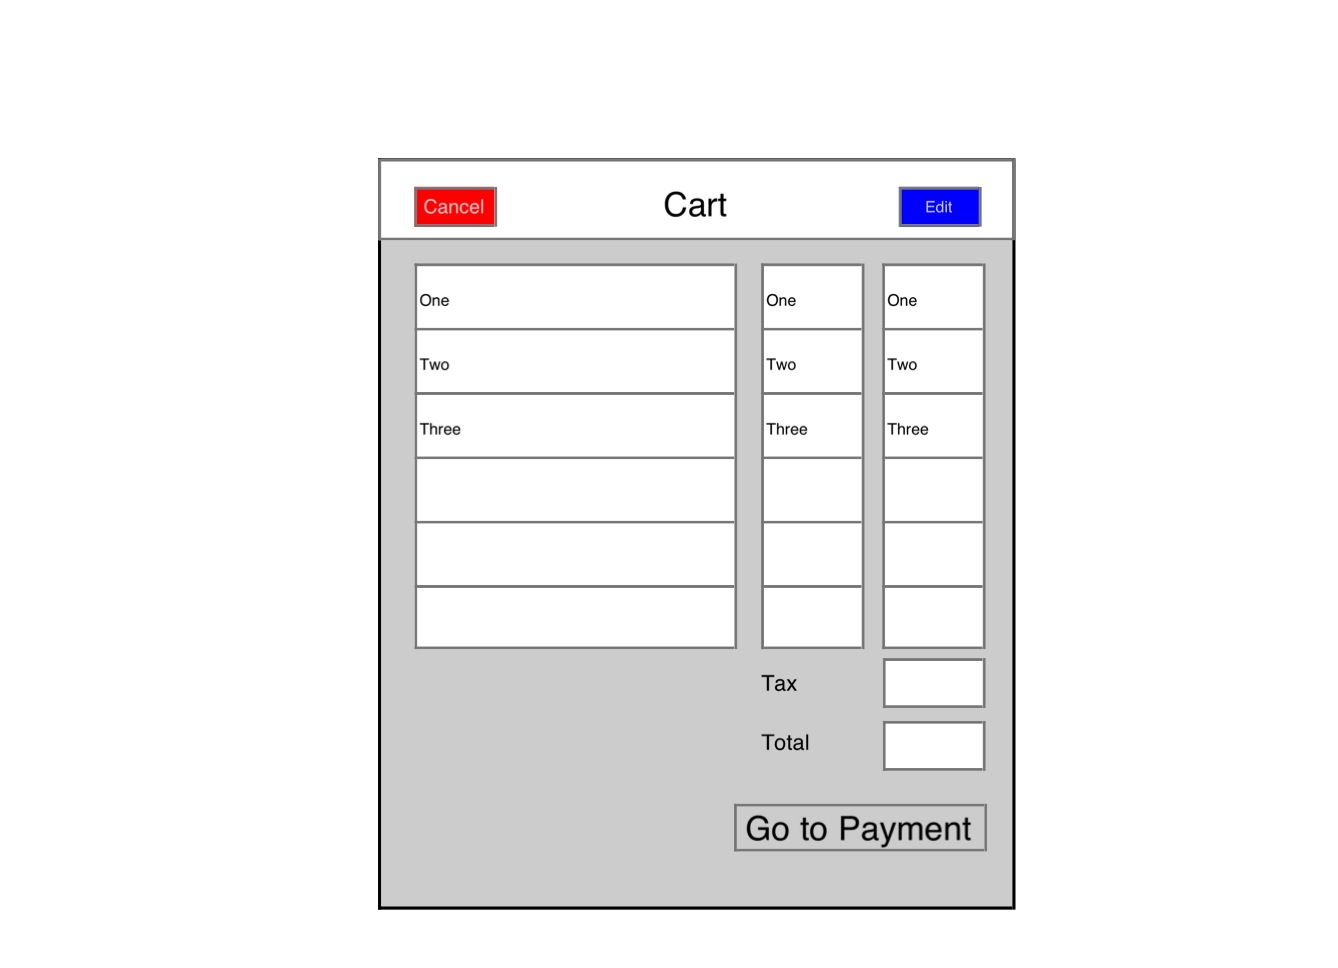 Cancel Cart Edit
One One One
Two Two Two
Three Three Three
Tax
Total
Go to Payment